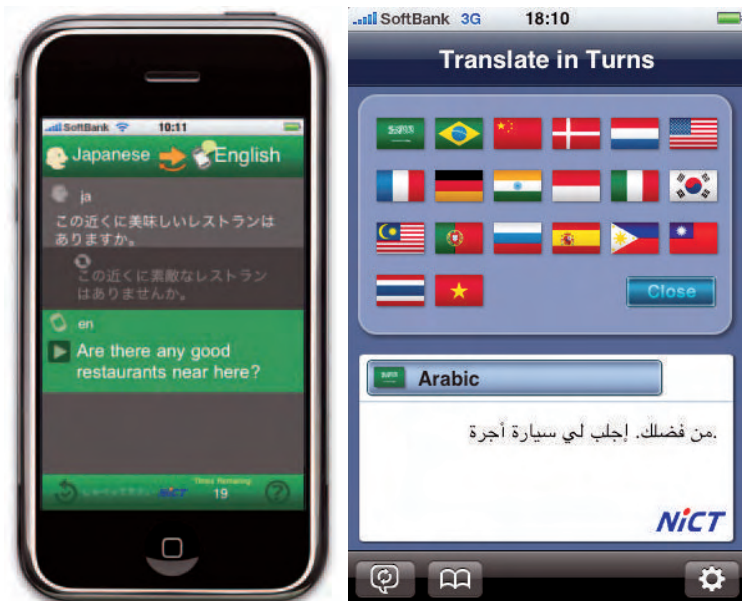 SoftBank 10:11
Japanese English
ja
この近くに美味しいレストランは
ありますか。
この近くに素敵なレストラン
はありませんか。
en
Are there any good
restaurants near here?
Times Remaining
NiCT 19 ?
SoftBank 3G 18:10
Translate in Turns
Close
Arabic
من فضلك. إجلب لي سيارة أجرة.
NiCT